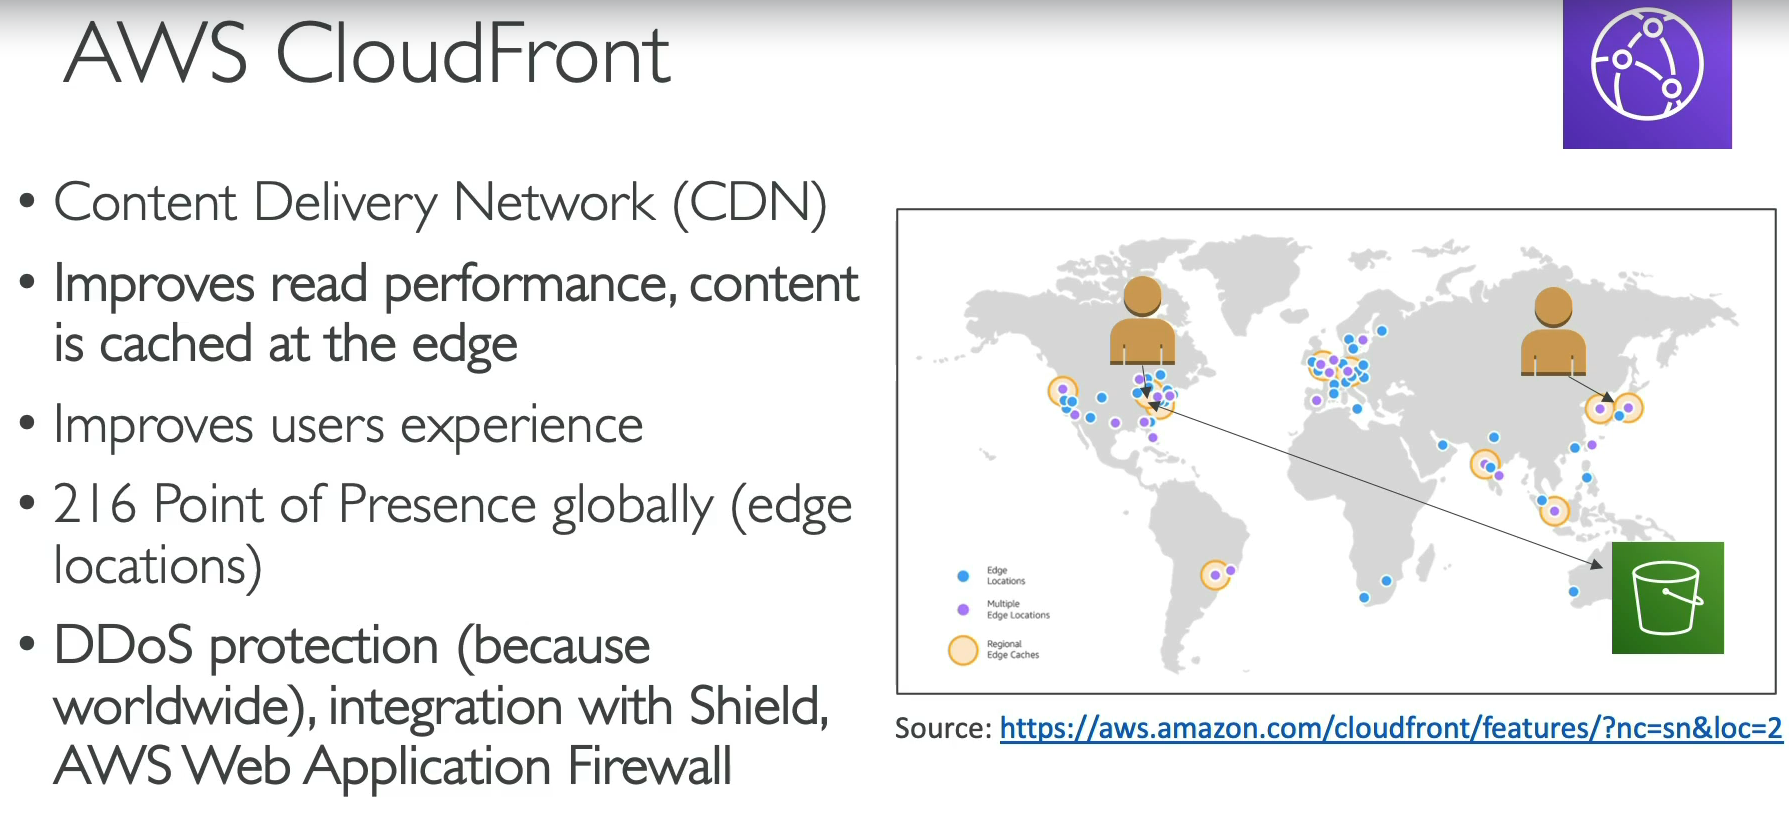 AWS CloudFront
• Content Delivery Network (CDN)
• Improves read performance, content
is cached at the edge
• Improves users experience
• 216 Point of Presence globally (edge
locations)
• DDoS protection (because
worldwide), integration with Shield,
AWS Web Application Firewall
Edge
Locations
Multiple
Edge Locations
Regional
Edge Caches
Source: https://aws.amazon.com/cloudfront/features/?nc=sn&loc=2